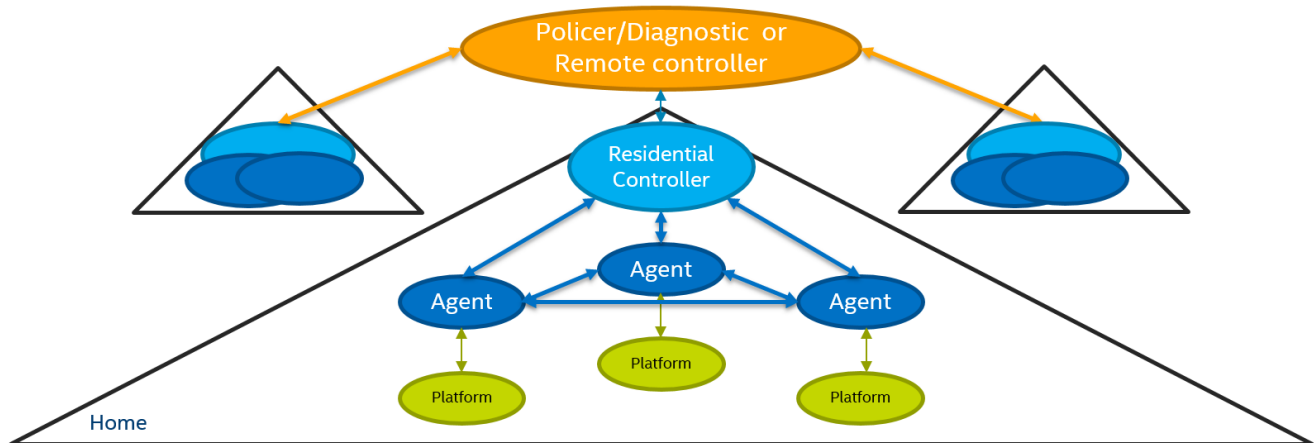 Policer/Diagnostic or
Remote controller
Residential
Controller
Agent
Agent
Agent
Platform
Platform
Platform
Home